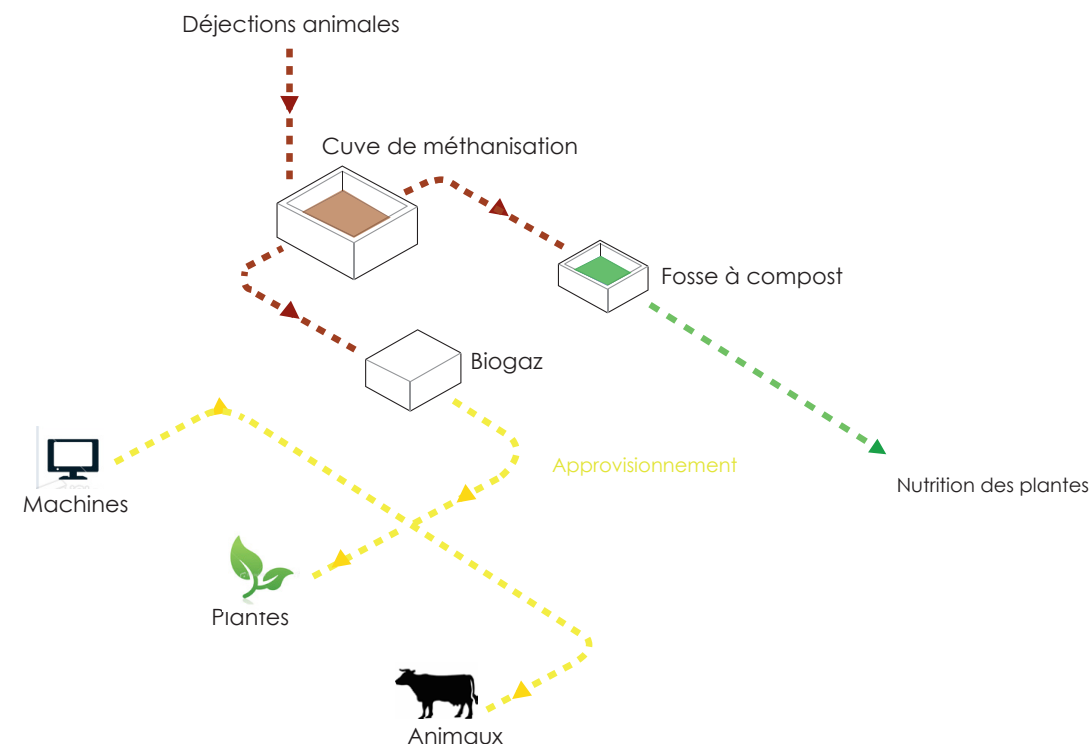 Déjections animales
Cuve de méthanisation
Fosse à compost
Biogaz
Approvisionnement
Nutrition des plantes
Machines
Plantes
Animaux